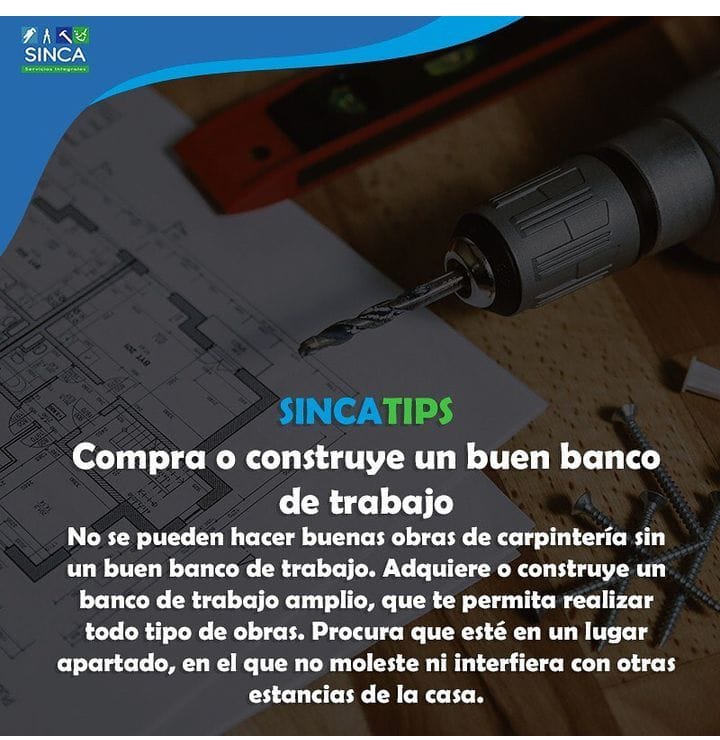 SINCA
Servicios Integrales
SINCATIPS
Compra o construye un buen banco
de trabajo
No se pueden hacer buenas obras de carpintería sin
un buen banco de trabajo. Adquiere o construye un
banco de trabajo amplio, que te permita realizar
todo tipo de obras. Procura que esté en un lugar
apartado, en el que no moleste ni interfiera con otras
estancias de la casa.